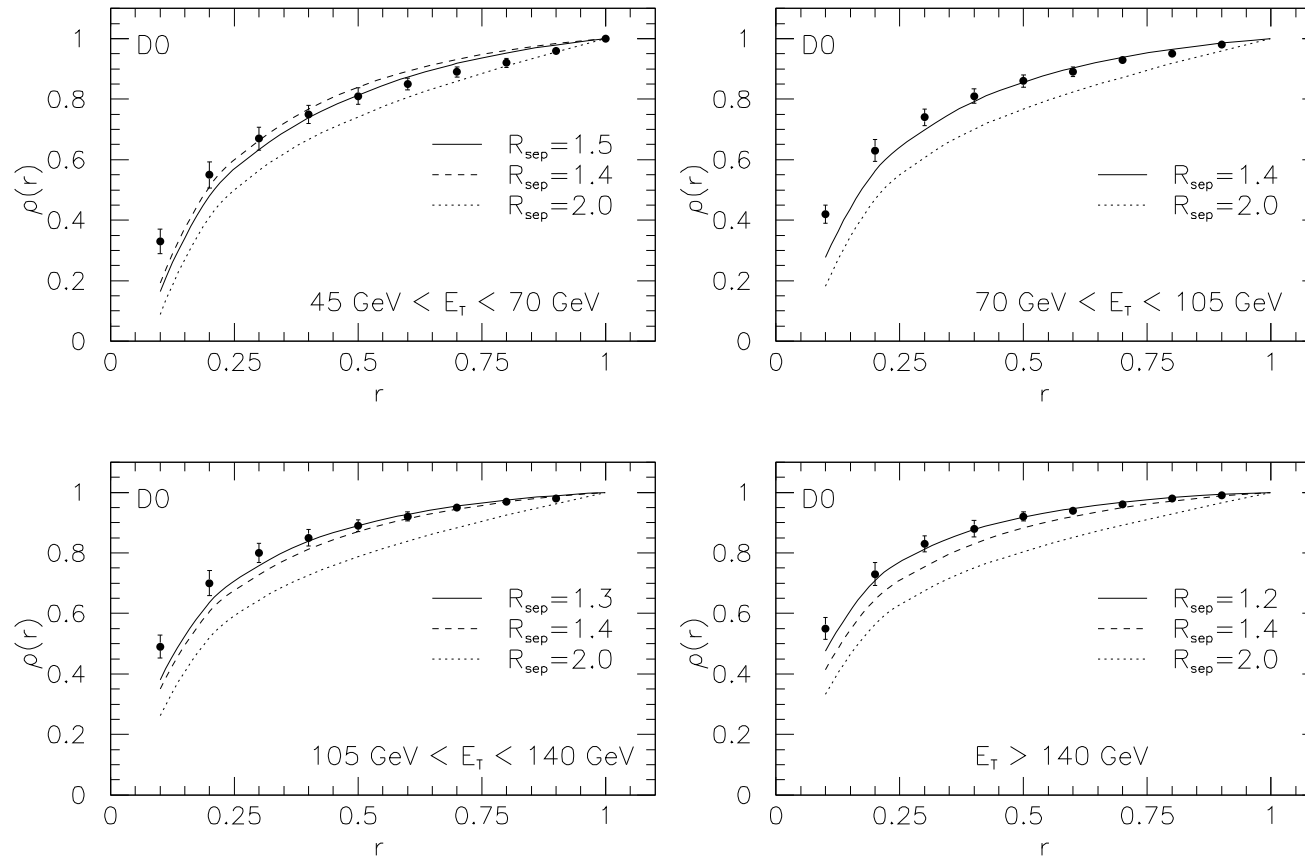 1
0.8
0.6
0.4
0.2
0
ρ(r)
D0
R_sep=1.5
R_sep=1.4
R_sep=2.0
45 GeV < E_T < 70 GeV
0 0.25 0.5 0.75 1
r
1
0.8
0.6
0.4
0.2
0
ρ(r)
D0
R_sep=1.4
R_sep=2.0
70 GeV < E_T < 105 GeV
0 0.25 0.5 0.75 1
r
1
0.8
0.6
0.4
0.2
0
ρ(r)
D0
R_sep=1.3
R_sep=1.4
R_sep=2.0
105 GeV < E_T < 140 GeV
0 0.25 0.5 0.75 1
r
1
0.8
0.6
0.4
0.2
0
ρ(r)
D0
R_sep=1.2
R_sep=1.4
R_sep=2.0
E_T > 140 GeV
0 0.25 0.5 0.75 1
r